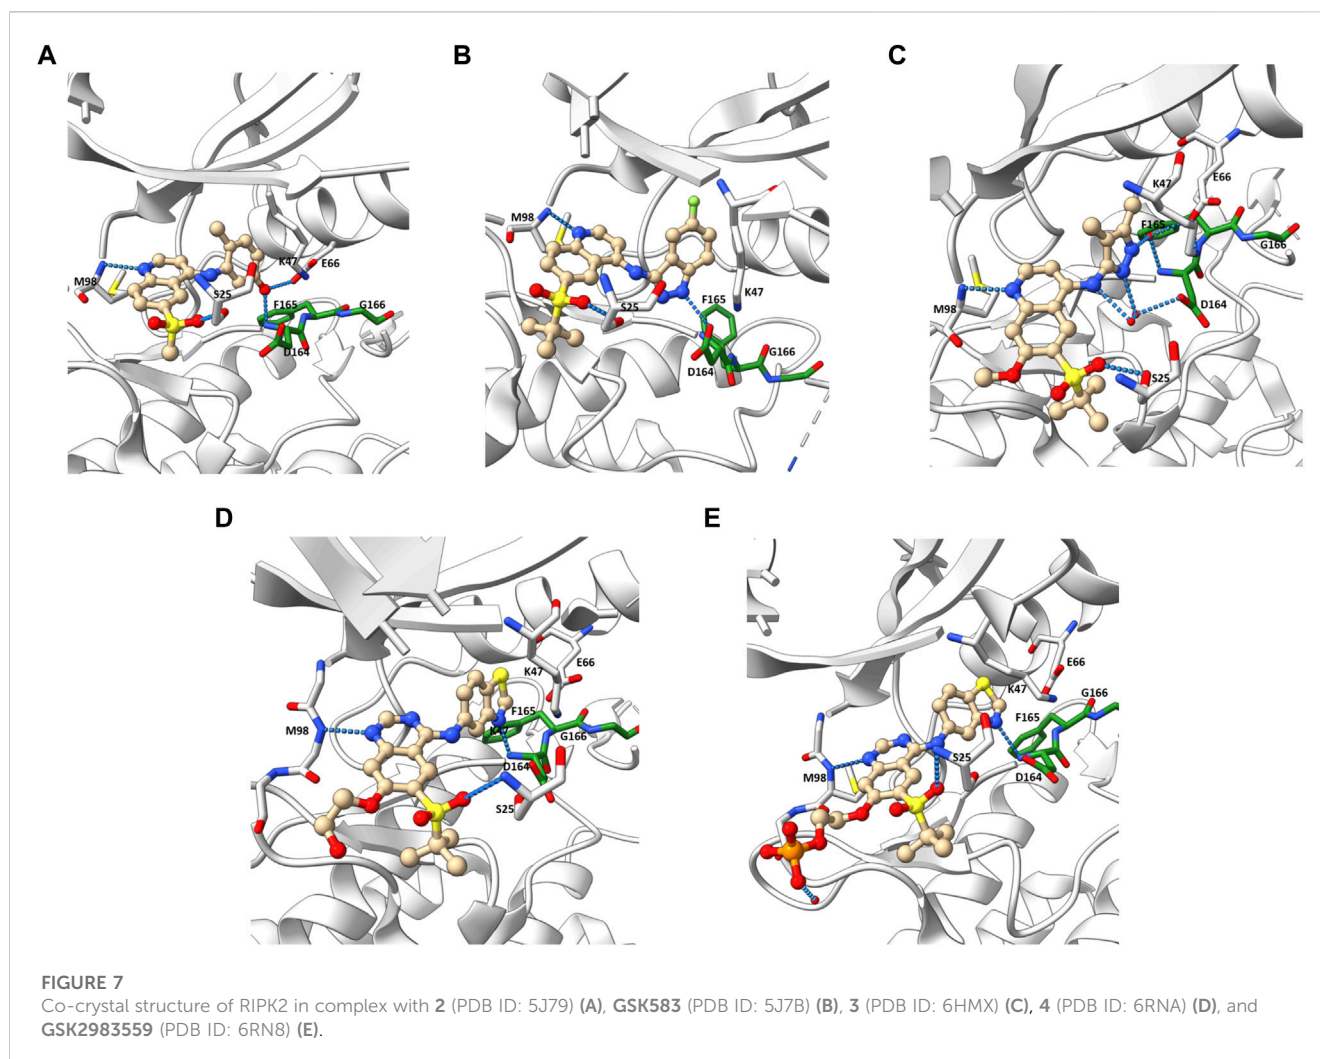 A
M98
S25
K47
E66
F165
G166
D164
B
M98
S25
F165
K47
G166
D164
C
K47
E66
F165
G166
M98
D164
S25
D
E66
K47
M98
F165
K47
G166
D164
S25
E
E66
K47
G166
F165
S25
M98
D164
FIGURE 7
Co-crystal structure of RIPK2 in complex with 2 (PDB ID: 5J79) (A), GSK583 (PDB ID: 5J7B) (B), 3 (PDB ID: 6HMX) (C), 4 (PDB ID: 6RNA) (D), and
GSK2983559 (PDB ID: 6RN8) (E).